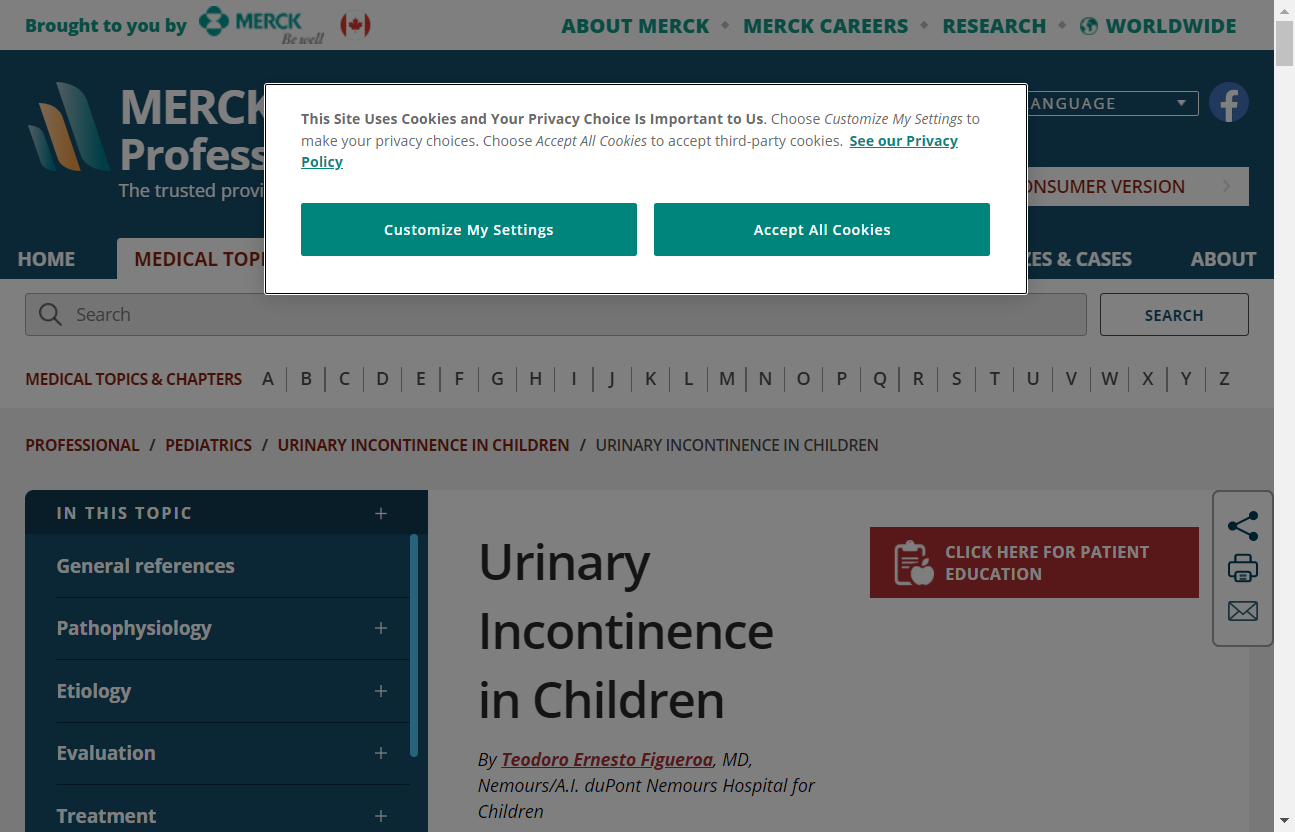 Brought to you by MERCK Be well
ABOUT MERCK • MERCK CAREERS • RESEARCH • WORLDWIDE
MERCK
Profess
The trusted provi
ANGUAGE
ONSUMER VERSION
This Site Uses Cookies and Your Privacy Choice Is Important to Us. Choose Customize My Settings to
make your privacy choices. Choose Accept All Cookies to accept third-party cookies. See our Privacy
Policy
Customize My Settings
Accept All Cookies
HOME
MEDICAL TOPI
ZES & CASES
ABOUT
Search
SEARCH
MEDICAL TOPICS & CHAPTERS A B C D E F G H I J K L M N O P Q R S T U V W X Y Z
PROFESSIONAL / PEDIATRICS / URINARY INCONTINENCE IN CHILDREN / URINARY INCONTINENCE IN CHILDREN
IN THIS TOPIC +
General references
Pathophysiology +
Etiology +
Evaluation +
Treatment +
Urinary
Incontinence
in Children
By Teodoro Ernesto Figueroa, MD,
Nemours/A.I. duPont Nemours Hospital for
Children
CLICK HERE FOR PATIENT
EDUCATION